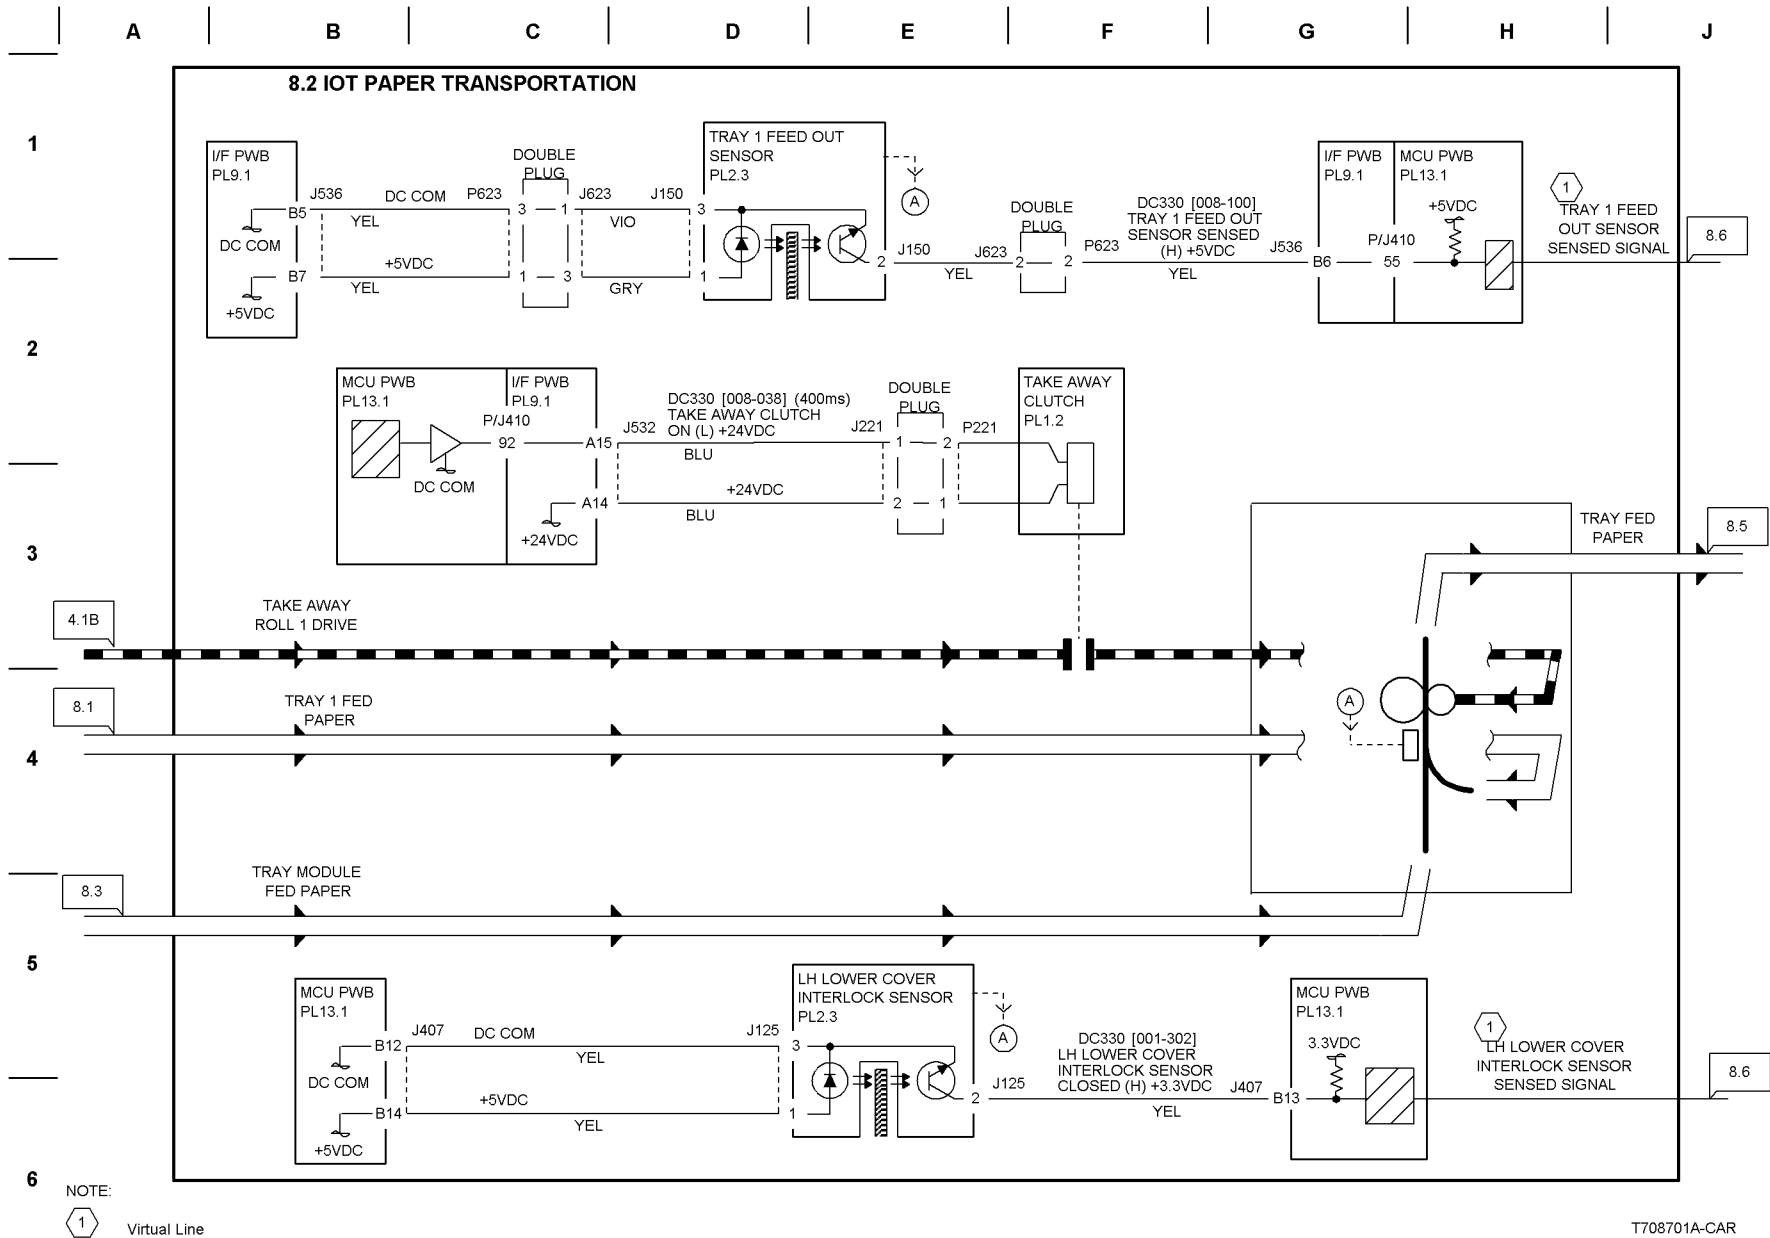 A B C D E F G H J
8.2 IOT PAPER TRANSPORTATION
1
I/F PWB
PL9.1
J536
DC COM
P623
DOUBLE
PLUG
J623
J150
TRAY 1 FEED OUT
SENSOR
PL2.3
A
B5
YEL
3
1
VIO
3
DC COM
B7
+5VDC
YEL
1
3
GRY
1
+5VDC
2
J150
YEL
J623
DOUBLE
PLUG
2
2
P623
DC330 [008-100]
TRAY 1 FEED OUT
SENSOR SENSED
(H) +5VDC
YEL
J536
I/F PWB
PL9.1
MCU PWB
PL13.1
B6
P/J410
55
+5VDC
1
TRAY 1 FEED
OUT SENSOR
SENSED SIGNAL
8.6
2
MCU PWB
PL13.1
I/F PWB
PL9.1
P/J410
92
A15
DC COM
A14
+24VDC
J532
DC330 [008-038] (400ms)
TAKE AWAY CLUTCH
ON (L) +24VDC
BLU
+24VDC
BLU
J221
DOUBLE
PLUG
1
2
2
1
P221
TAKE AWAY
CLUTCH
PL1.2
3
TRAY FED
PAPER
8.5
4.1B
TAKE AWAY
ROLL 1 DRIVE
8.1
TRAY 1 FED
PAPER
A
4
8.3
TRAY MODULE
FED PAPER
5
MCU PWB
PL13.1
B12
J407
DC COM
YEL
J125
DC COM
B14
+5VDC
YEL
+5VDC
LH LOWER COVER
INTERLOCK SENSOR
PL2.3
3
1
2
A
J125
DC330 [001-302]
LH LOWER COVER
INTERLOCK SENSOR
CLOSED (H) +3.3VDC
YEL
J407
B13
MCU PWB
PL13.1
3.3VDC
1
LH LOWER COVER
INTERLOCK SENSOR
SENSED SIGNAL
8.6
6
NOTE:
1
Virtual Line
T708701A-CAR